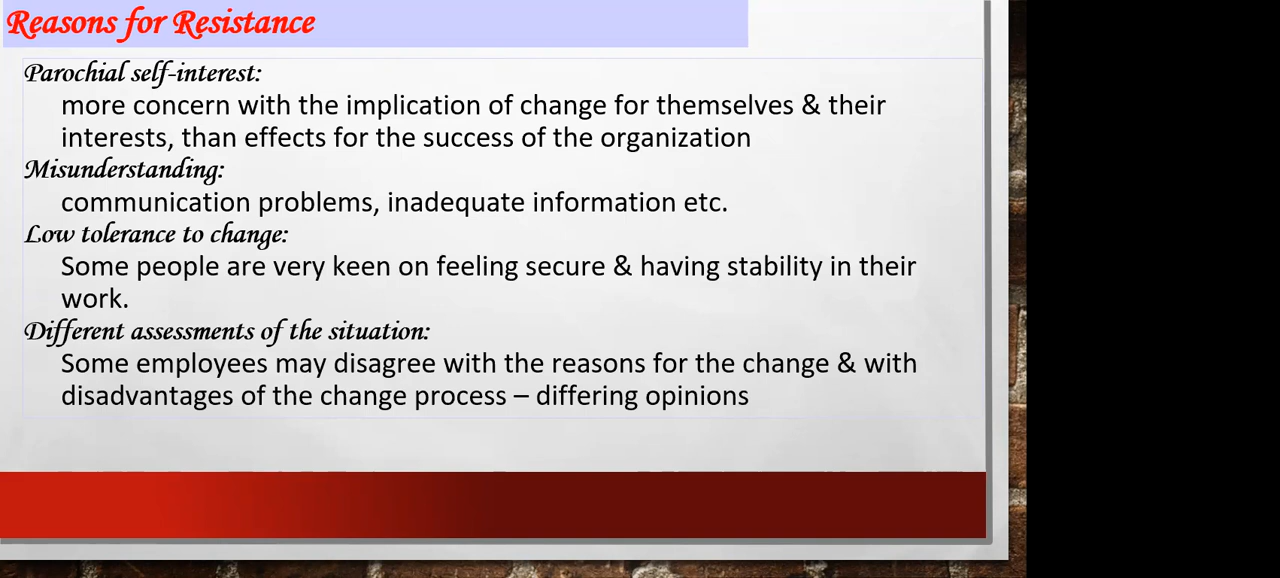 Reasons for Resistance
Parochial self-interest:
more concern with the implication of change for themselves & their
interests, than effects for the success of the organization
Misunderstanding:
communication problems, inadequate information etc.
Low tolerance to change:
Some people are very keen on feeling secure & having stability in their
work.
Different assessments of the situation:
Some employees may disagree with the reasons for the change & with
disadvantages of the change process – differing opinions